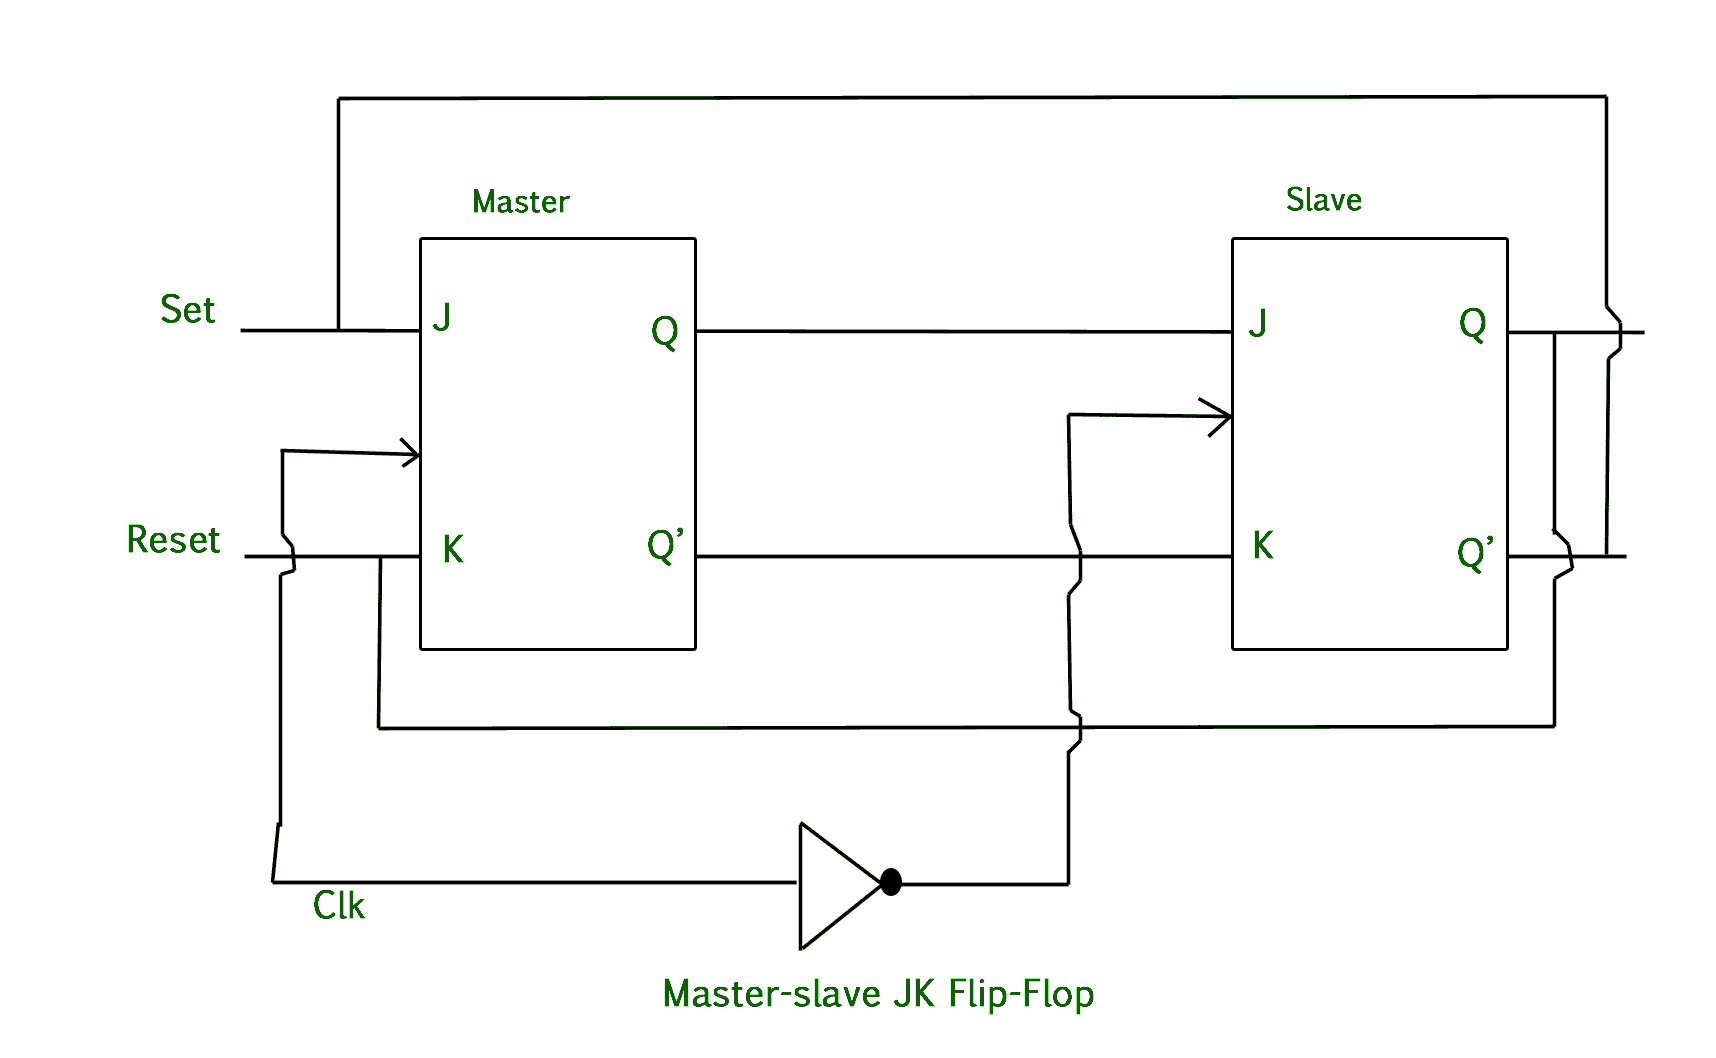 Master
Slave
Set
J
Q
J
Q
Reset
K
Q’
K
Q’
Clk
Master-slave JK Flip-Flop